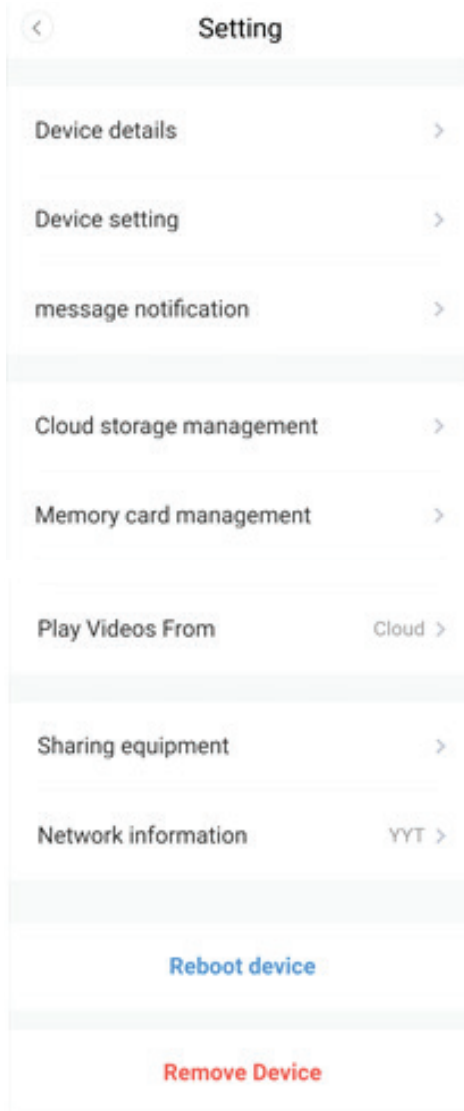 Setting
Device details
Device setting
message notification
Cloud storage management
Memory card management
Play Videos From Cloud
Sharing equipment
Network information YYT
Reboot device
Remove Device